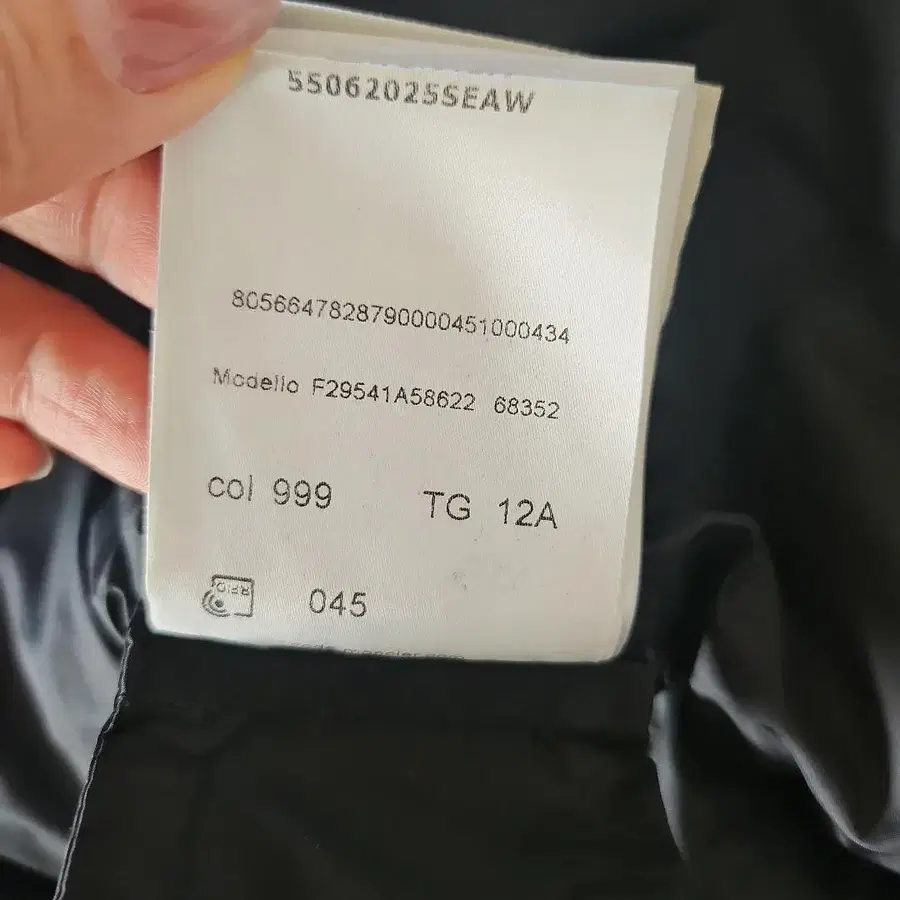 55062025SEAW
8056647828790000451000434
Modello F29541A58622 68352
col 999 TG 12A
RFID
045